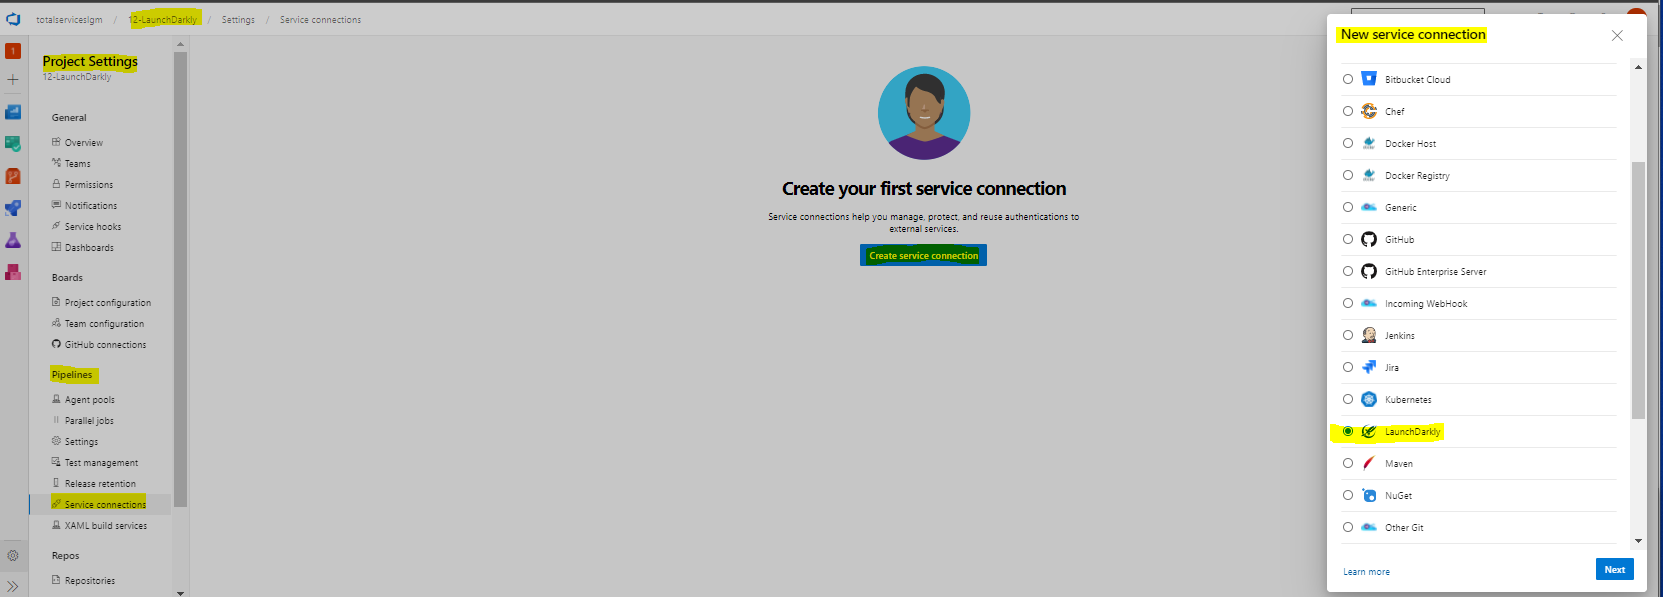 totalserviceslgm / 12-LaunchDarkly / Settings / Service connections
1
Project Settings
12-LaunchDarkly
General
Overview
Teams
Permissions
Notifications
Service hooks
Dashboards
Boards
Project configuration
Team configuration
GitHub connections
Pipelines
Agent pools
Parallel jobs
Settings
Test management
Release retention
Service connections
XAML build services
Repos
Repositories
Create your first service connection
Service connections help you manage, protect, and reuse authentications to
external services.
Create service connection
New service connection
Bitbucket Cloud
Chef
Docker Host
Docker Registry
Generic
GitHub
GitHub Enterprise Server
Incoming WebHook
Jenkins
Jira
Kubernetes
LaunchDarkly
Maven
NuGet
Other Git
Learn more
Next